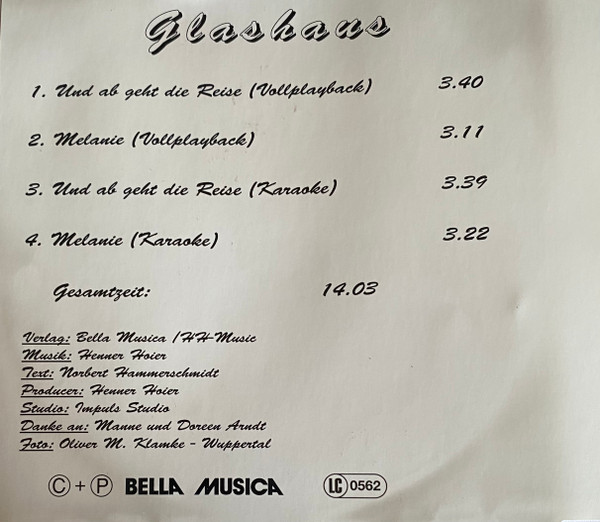 Glashaus
1. Und ab geht die Reise (Vollplayback) 3.40
2. Melanie (Vollplayback) 3.11
3. Und ab geht die Reise (Karaoke) 3.39
4. Melanie (Karaoke) 3.22
Gesamtzeit: 14.03
Verlag: Bella Musica / HH-Music
Musik: Henner Hoier
Text: Norbert Hammerschmidt
Producer: Henner Hoier
Studio: Impuls Studio
Danke an: Manne und Doreen Arndt
Foto: Oliver M. Klamke - Wuppertal
Ⓒ + Ⓟ BELLA MUSICA LC 0562